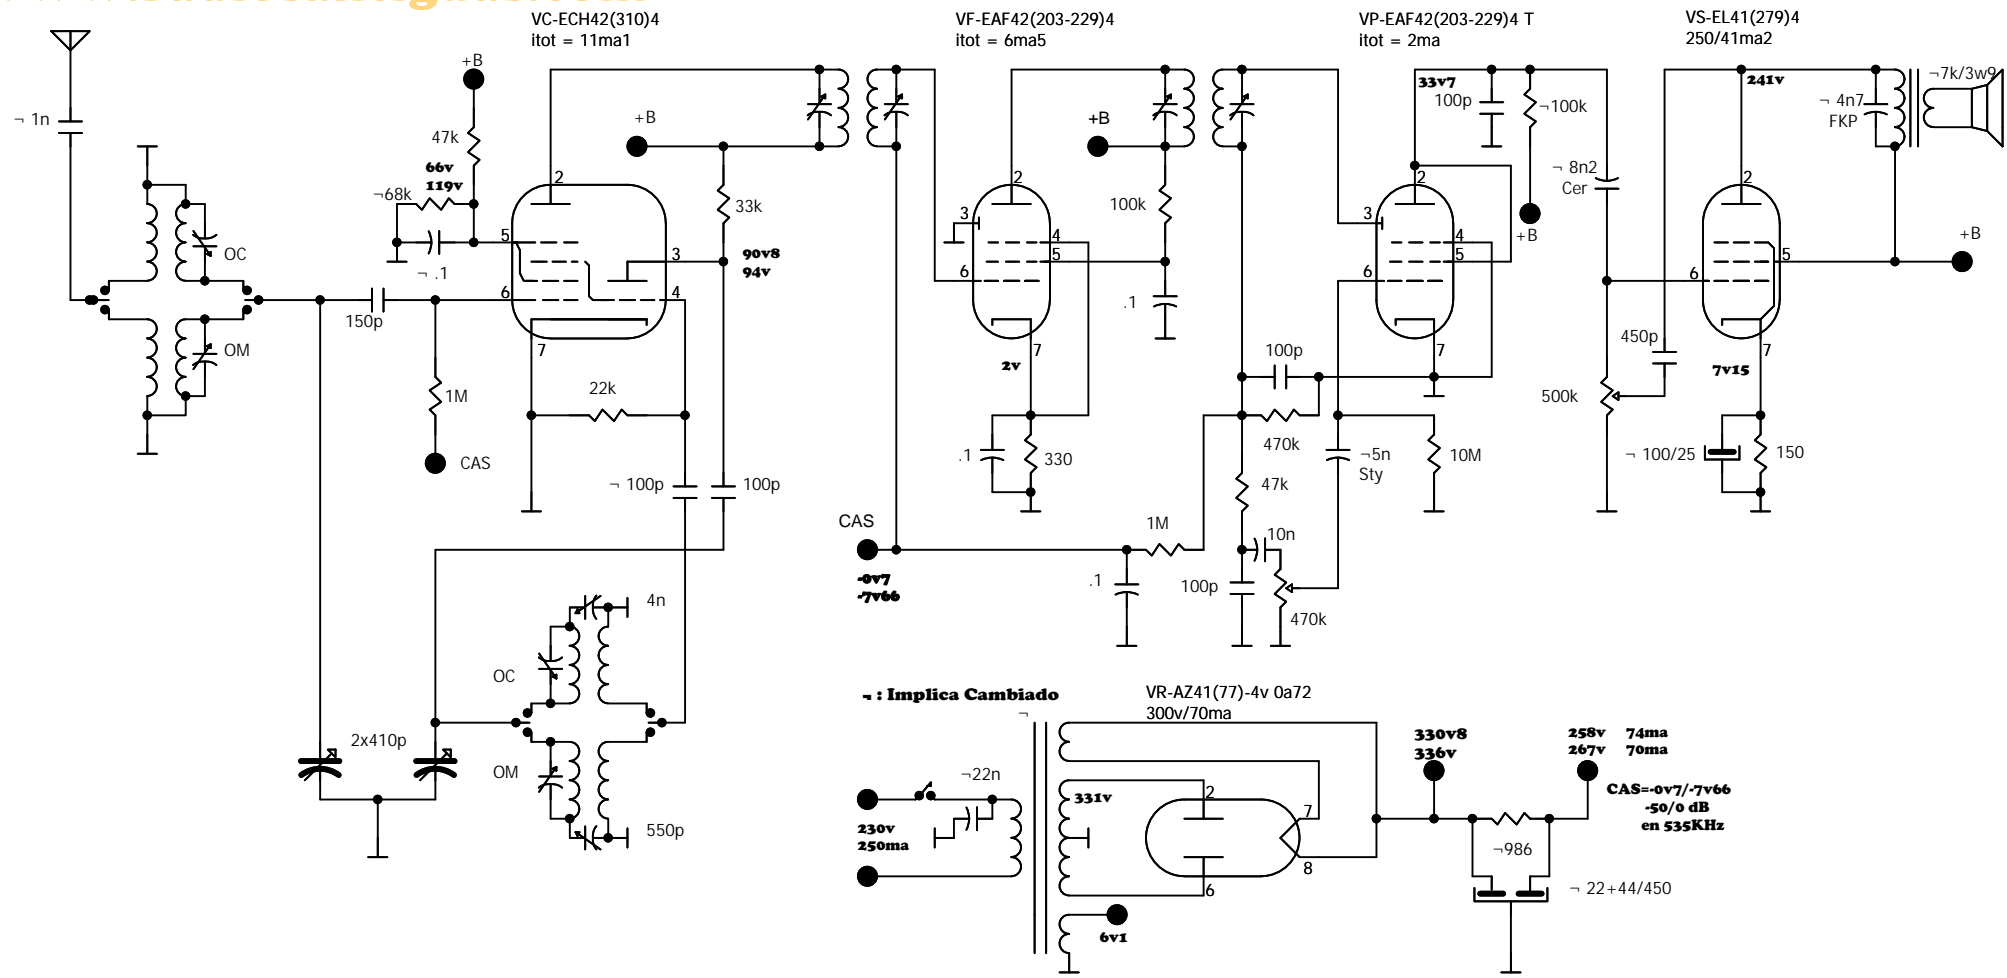 VC-ECH42(310)4
itot = 11ma1
VF-EAF42(203-229)4
itot = 6ma5
VP-EAF42(203-229)4 T
itot = 2ma
VS-EL41(279)4
250/41ma2
¬ 1n
+B
47k
66v
119v
¬68k
¬ .1
OC
OM
150p
1M
CAS
5
6
2
3
4
7
22k
+B
33k
90v8
94v
¬ 100p
100p
2x410p
OC
OM
4n
550p
+B
100k
.1
2
3
4
5
6
7
2v
.1
330
CAS
-0v7
-7v66
.1
1M
100p
470k
47k
10n
100p
470k
33v7
100p
¬100k
+B
2
3
4
5
6
7
¬5n
Sty
10M
¬ 8n2
Cer
500k
450p
241v
2
5
6
7
7v15
¬ 100/25
150
¬ 4n7
FKP
¬7k/3w9
+B
¬ : Implica Cambiado
¬
VR-AZ41(77)-4v 0a72
300v/70ma
¬22n
230v
250ma
331v
2
7
6
8
6v1
330v8
336v
258v 74ma
267v 70ma
CAS=-0v7/-7v66
-50/0 dB
en 535KHz
¬986
¬ 22+44/450